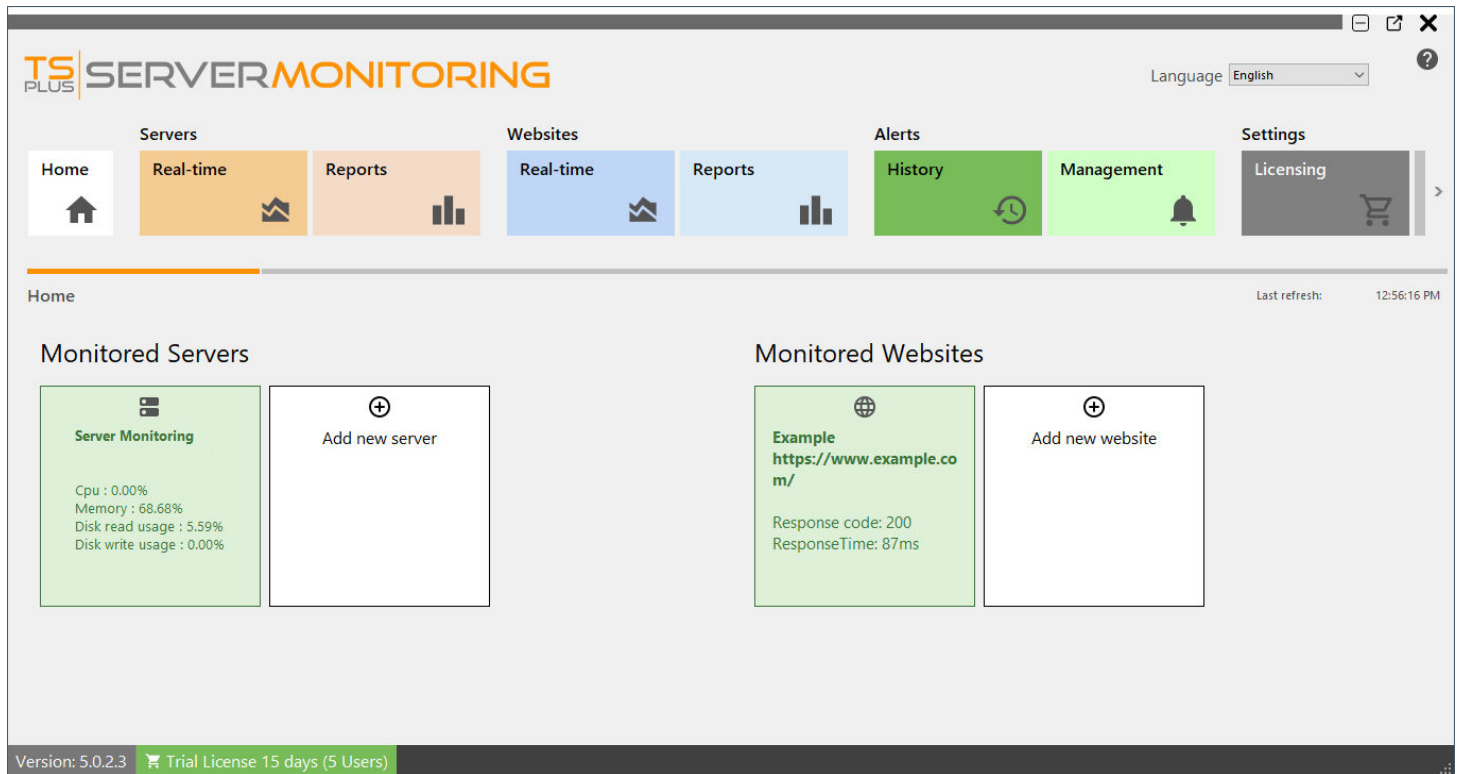 TS PLUS SERVERMONITORING
Language English
Servers
Websites
Alerts
Settings
Home
Real-time
Reports
Real-time
Reports
History
Management
Licensing
Home
Last refresh: 12:56:16 PM
Monitored Servers
Monitored Websites
Server Monitoring
Cpu : 0.00%
Memory : 68.68%
Disk read usage : 5.59%
Disk write usage : 0.00%
Add new server
Example
https://www.example.co
m/
Response code: 200
ResponseTime: 87ms
Add new website
Version: 5.0.2.3
Trial License 15 days (5 Users)